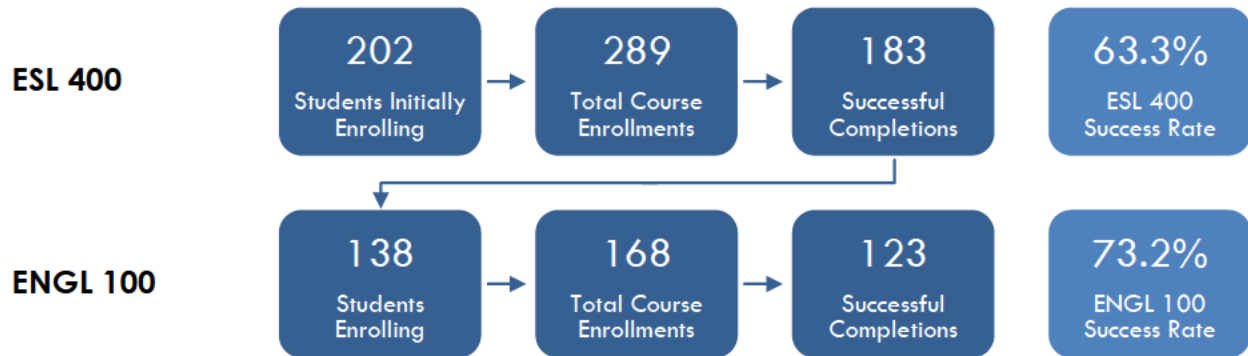 ESL 400
202
Students Initially
Enrolling
289
Total Course
Enrollments
183
Successful
Completions
63.3%
ESL 400
Success Rate
ENGL 100
138
Students
Enrolling
168
Total Course
Enrollments
123
Successful
Completions
73.2%
ENGL 100
Success Rate